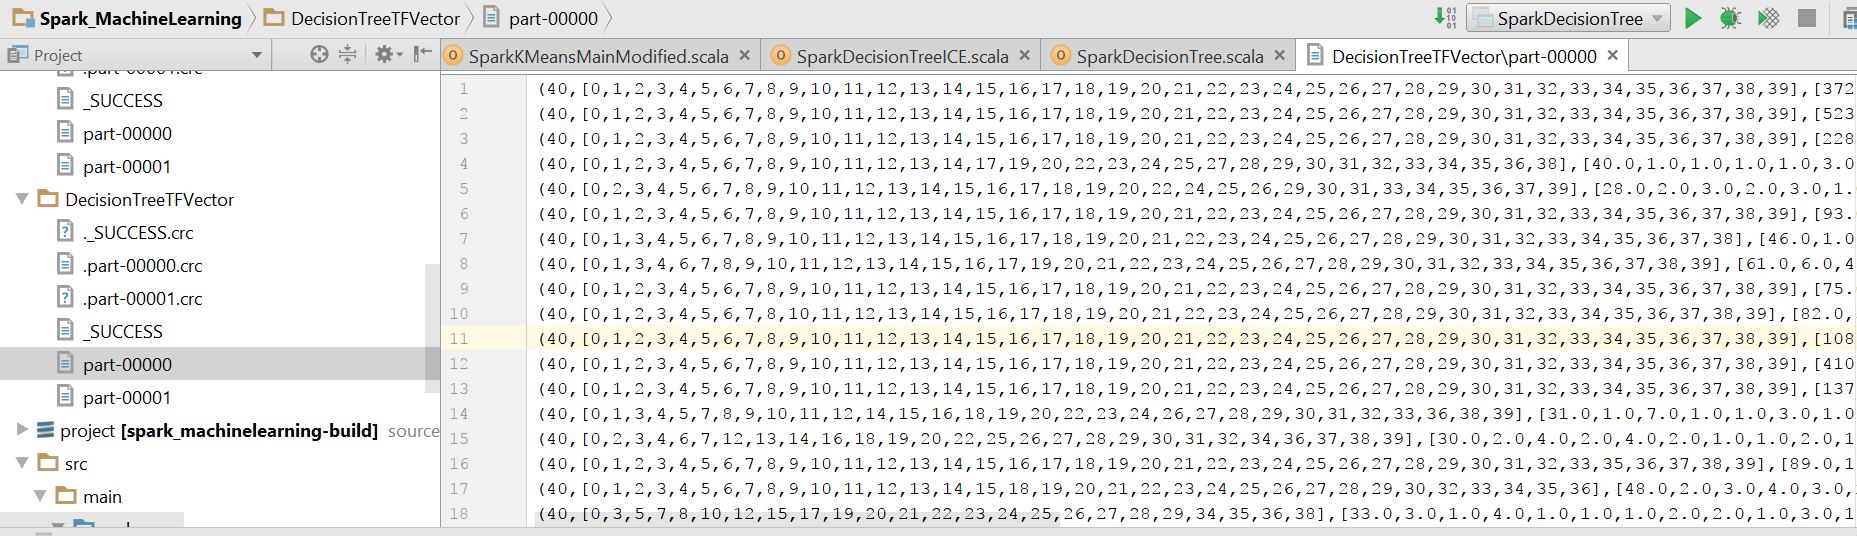 Spark_MachineLearning DecisionTreeTFVector part-00000
SparkDecisionTree
Project
SparkKMeansMainModified.scala SparkDecisionTreeICE.scala SparkDecisionTree.scala DecisionTreeTFVector\part-00000
_SUCCESS
part-00000
part-00001
DecisionTreeTFVector
._SUCCESS.crc
.part-00000.crc
.part-00001.crc
_SUCCESS
part-00000
part-00001
project [spark_machinelearning-build] source
src
main
1 (40,[0,1,2,3,4,5,6,7,8,9,10,11,12,13,14,15,16,17,18,19,20,21,22,23,24,25,26,27,28,29,30,31,32,33,34,35,36,37,38,39],[372
2 (40,[0,1,2,3,4,5,6,7,8,9,10,11,12,13,14,15,16,17,18,19,20,21,22,23,24,25,26,27,28,29,30,31,32,33,34,35,36,37,38,39],[523
3 (40,[0,1,2,3,4,5,6,7,8,9,10,11,12,13,14,15,16,17,18,19,20,21,22,23,24,25,26,27,28,29,30,31,32,33,34,35,36,37,38,39],[228
4 (40,[0,1,2,3,4,5,6,7,8,9,10,11,12,13,14,17,19,20,22,23,24,25,27,28,29,30,31,32,33,34,35,36,38],[40.0,1.0,1.0,1.0,1.0,3.0
5 (40,[0,2,3,4,5,6,7,8,9,10,11,12,13,14,15,16,17,18,19,20,22,24,25,26,29,30,31,33,34,35,36,37,39],[28.0,2.0,3.0,2.0,3.0,1.
6 (40,[0,1,2,3,4,5,6,7,8,9,10,11,12,13,14,15,16,17,18,19,20,21,22,23,24,25,26,27,28,29,30,31,32,33,34,35,36,37,38,39],[93.
7 (40,[0,1,3,4,5,6,7,8,9,10,11,12,13,14,15,16,17,18,19,20,21,22,23,24,25,26,27,28,29,30,31,32,33,34,35,36,37,38],[46.0,1.0
8 (40,[0,1,3,4,6,7,8,9,10,11,12,13,14,15,16,17,19,20,21,22,23,24,25,26,27,28,29,30,31,32,33,34,35,36,37,38,39],[61.0,6.0,4
9 (40,[0,1,2,3,4,5,6,7,8,9,10,11,12,13,14,15,16,17,18,19,20,21,22,23,24,25,26,27,28,29,30,31,32,33,34,35,36,37,38,39],[75.
10 (40,[0,1,2,3,4,5,6,7,8,10,11,12,13,14,15,16,17,18,19,20,21,22,23,24,25,26,27,28,29,30,31,32,33,34,35,36,37,38,39],[82.0,
11 (40,[0,1,2,3,4,5,6,7,8,9,10,11,12,13,14,15,16,17,18,19,20,21,22,23,24,25,26,27,28,29,30,31,32,33,34,35,36,37,38,39],[108
12 (40,[0,1,2,3,4,5,6,7,8,9,10,11,12,13,14,15,16,17,18,19,20,21,22,23,24,25,26,27,28,29,30,31,32,33,34,35,36,37,38,39],[410
13 (40,[0,1,2,3,4,5,6,7,8,9,10,11,12,13,14,15,16,17,18,19,20,21,22,23,24,25,26,27,28,29,30,31,32,33,34,35,36,37,38,39],[137
14 (40,[0,1,3,4,5,7,8,9,10,11,12,14,15,16,18,19,20,22,23,24,26,27,28,29,30,31,32,33,36,38,39],[31.0,1.0,7.0,1.0,1.0,3.0,1.0
15 (40,[0,2,3,4,6,7,12,13,14,16,18,19,20,22,25,26,27,28,29,30,31,32,34,36,37,38,39],[30.0,2.0,4.0,2.0,4.0,2.0,1.0,1.0,2.0,1
16 (40,[0,1,2,3,4,5,6,7,8,9,10,11,12,13,14,15,16,17,18,19,20,21,22,23,24,25,26,27,28,29,30,31,32,33,35,36,37,38,39],[89.0,1
17 (40,[0,1,2,3,4,5,6,7,8,9,10,11,12,13,14,15,18,19,20,21,22,23,24,25,26,27,28,29,30,32,33,34,35,36],[48.0,2.0,3.0,4.0,3.0
18 (40,[0,3,5,7,8,10,12,15,17,19,20,21,22,23,24,25,26,27,28,29,34,35,36,38],[33.0,3.0,1.0,4.0,1.0,1.0,1.0,2.0,2.0,1.0,3.0,1